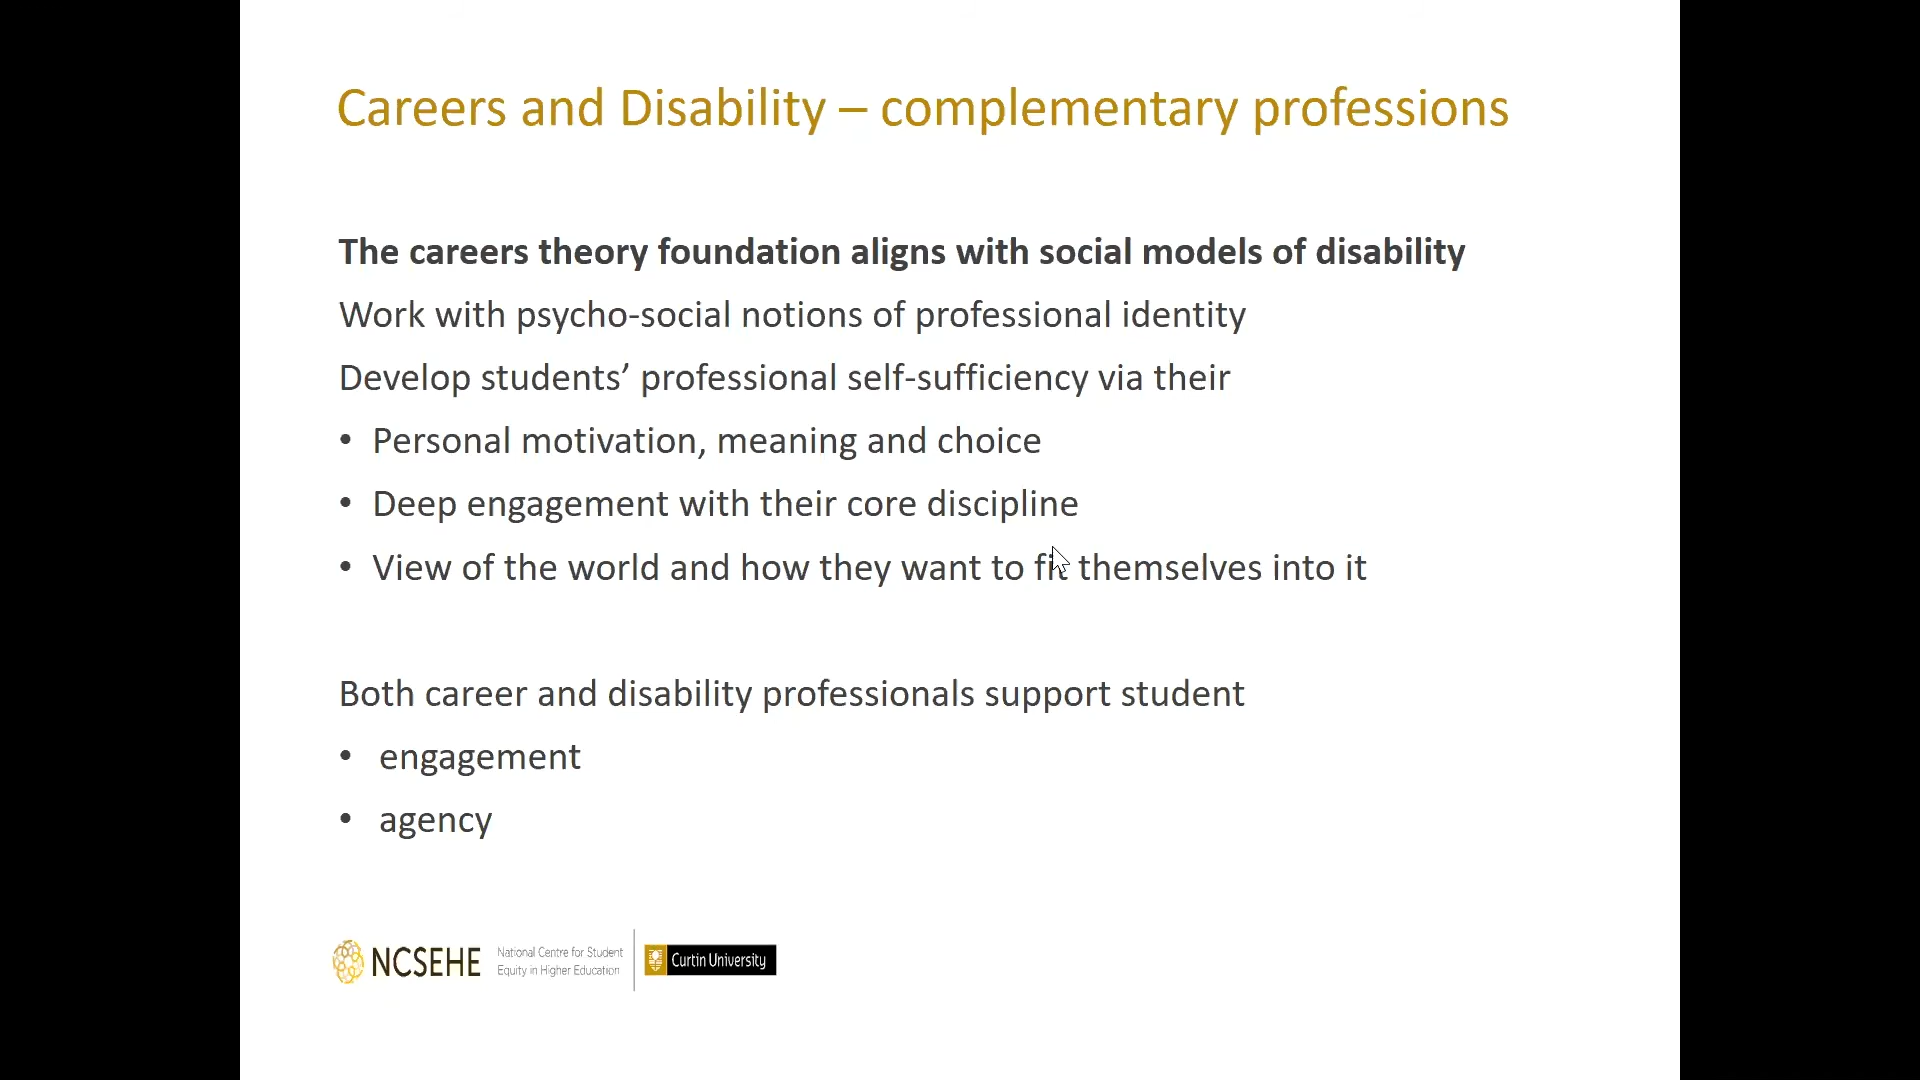 Careers and Disability – complementary professions
The careers theory foundation aligns with social models of disability
Work with psycho-social notions of professional identity
Develop students’ professional self-sufficiency via their
• Personal motivation, meaning and choice
• Deep engagement with their core discipline
• View of the world and how they want to fit themselves into it
Both career and disability professionals support student
• engagement
• agency
NCSEHE
National Centre for Student
Equity in Higher Education
Curtin University